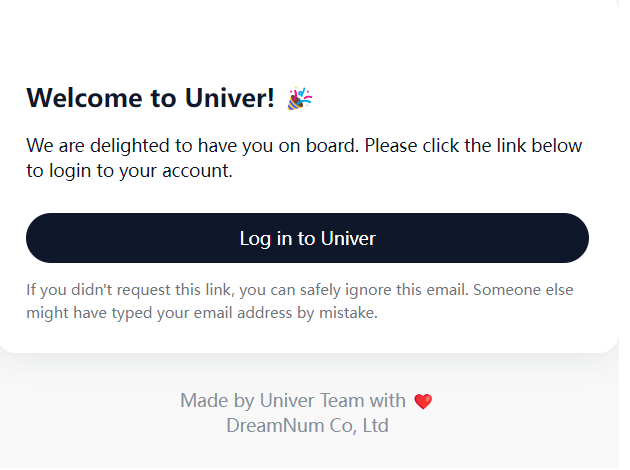 Welcome to Univer! 🎉
We are delighted to have you on board. Please click the link below
to login to your account.
Log in to Univer
If you didn't request this link, you can safely ignore this email. Someone else
might have typed your email address by mistake.
Made by Univer Team with ❤️
DreamNum Co, Ltd